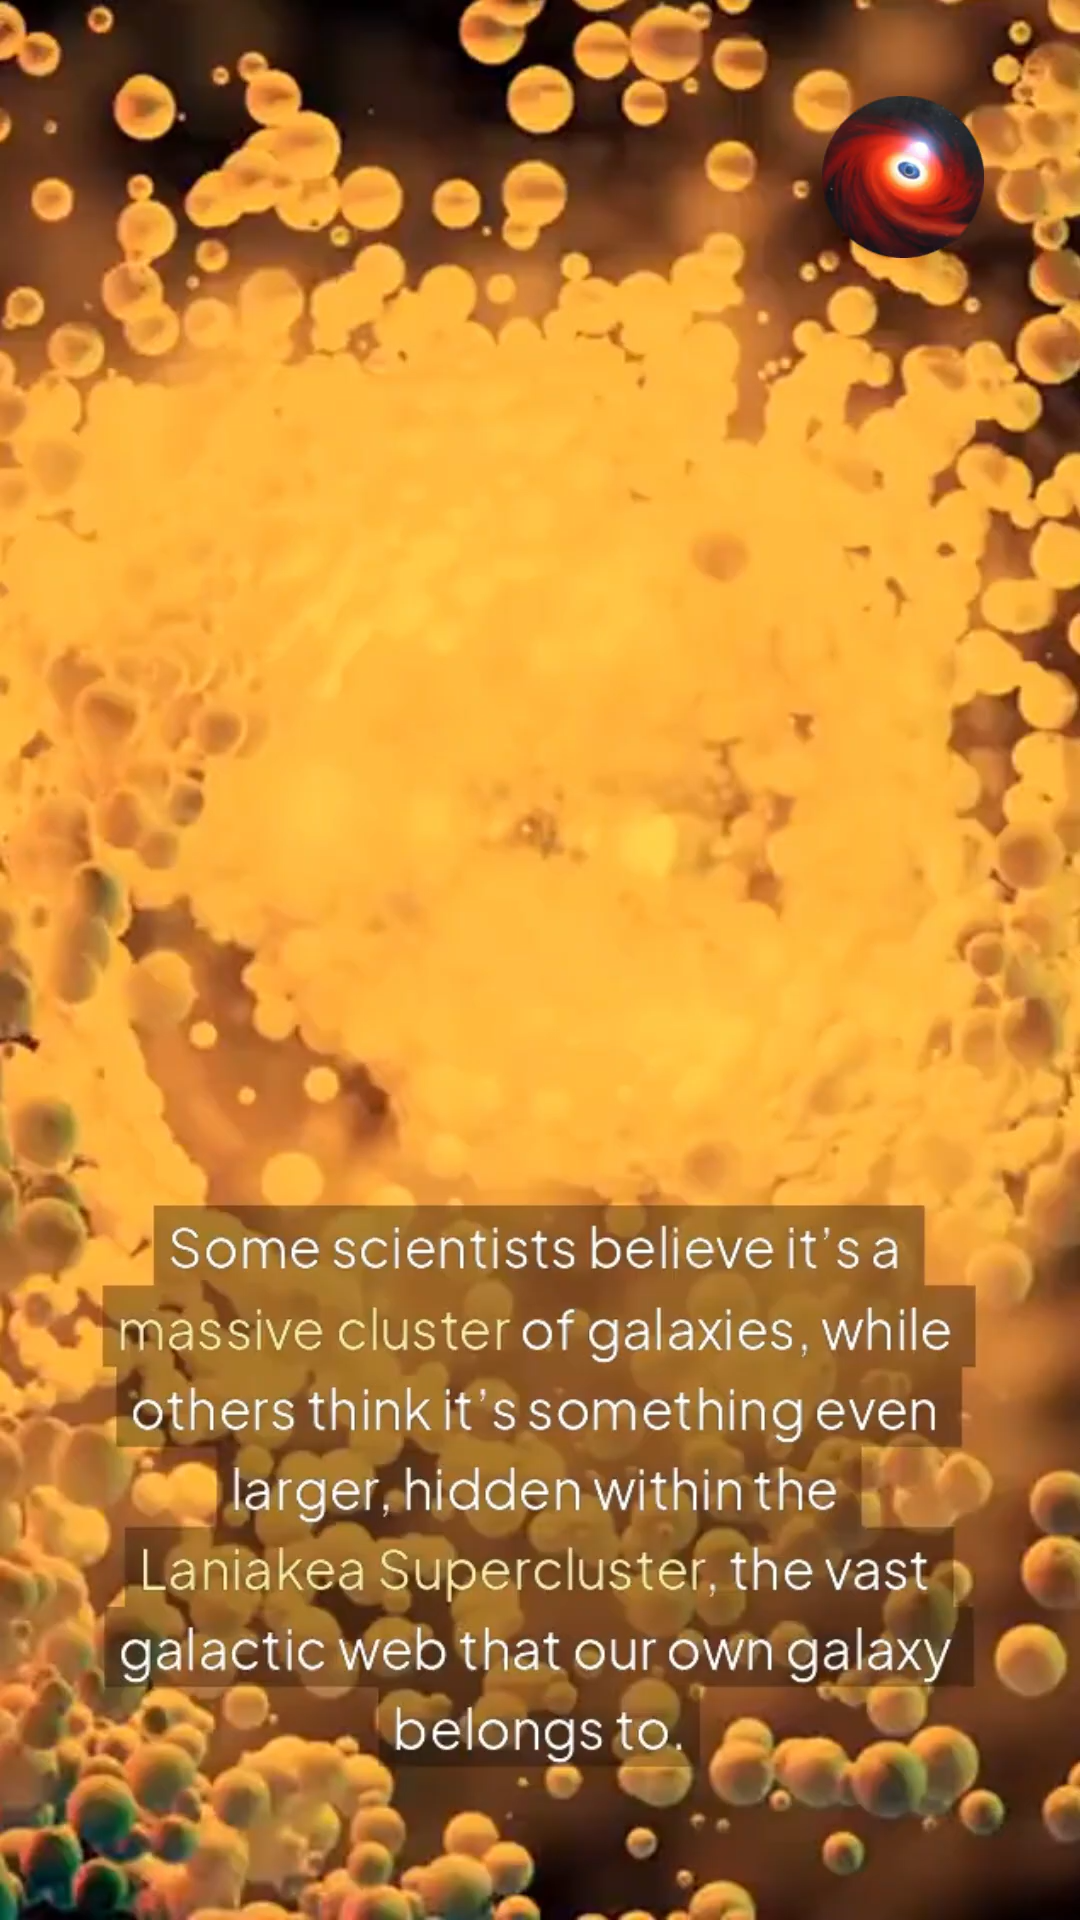 Some scientists believe it’s a
massive cluster of galaxies, while
others think it’s something even
larger, hidden within the
Laniakea Supercluster, the vast
galactic web that our own galaxy
belongs to.